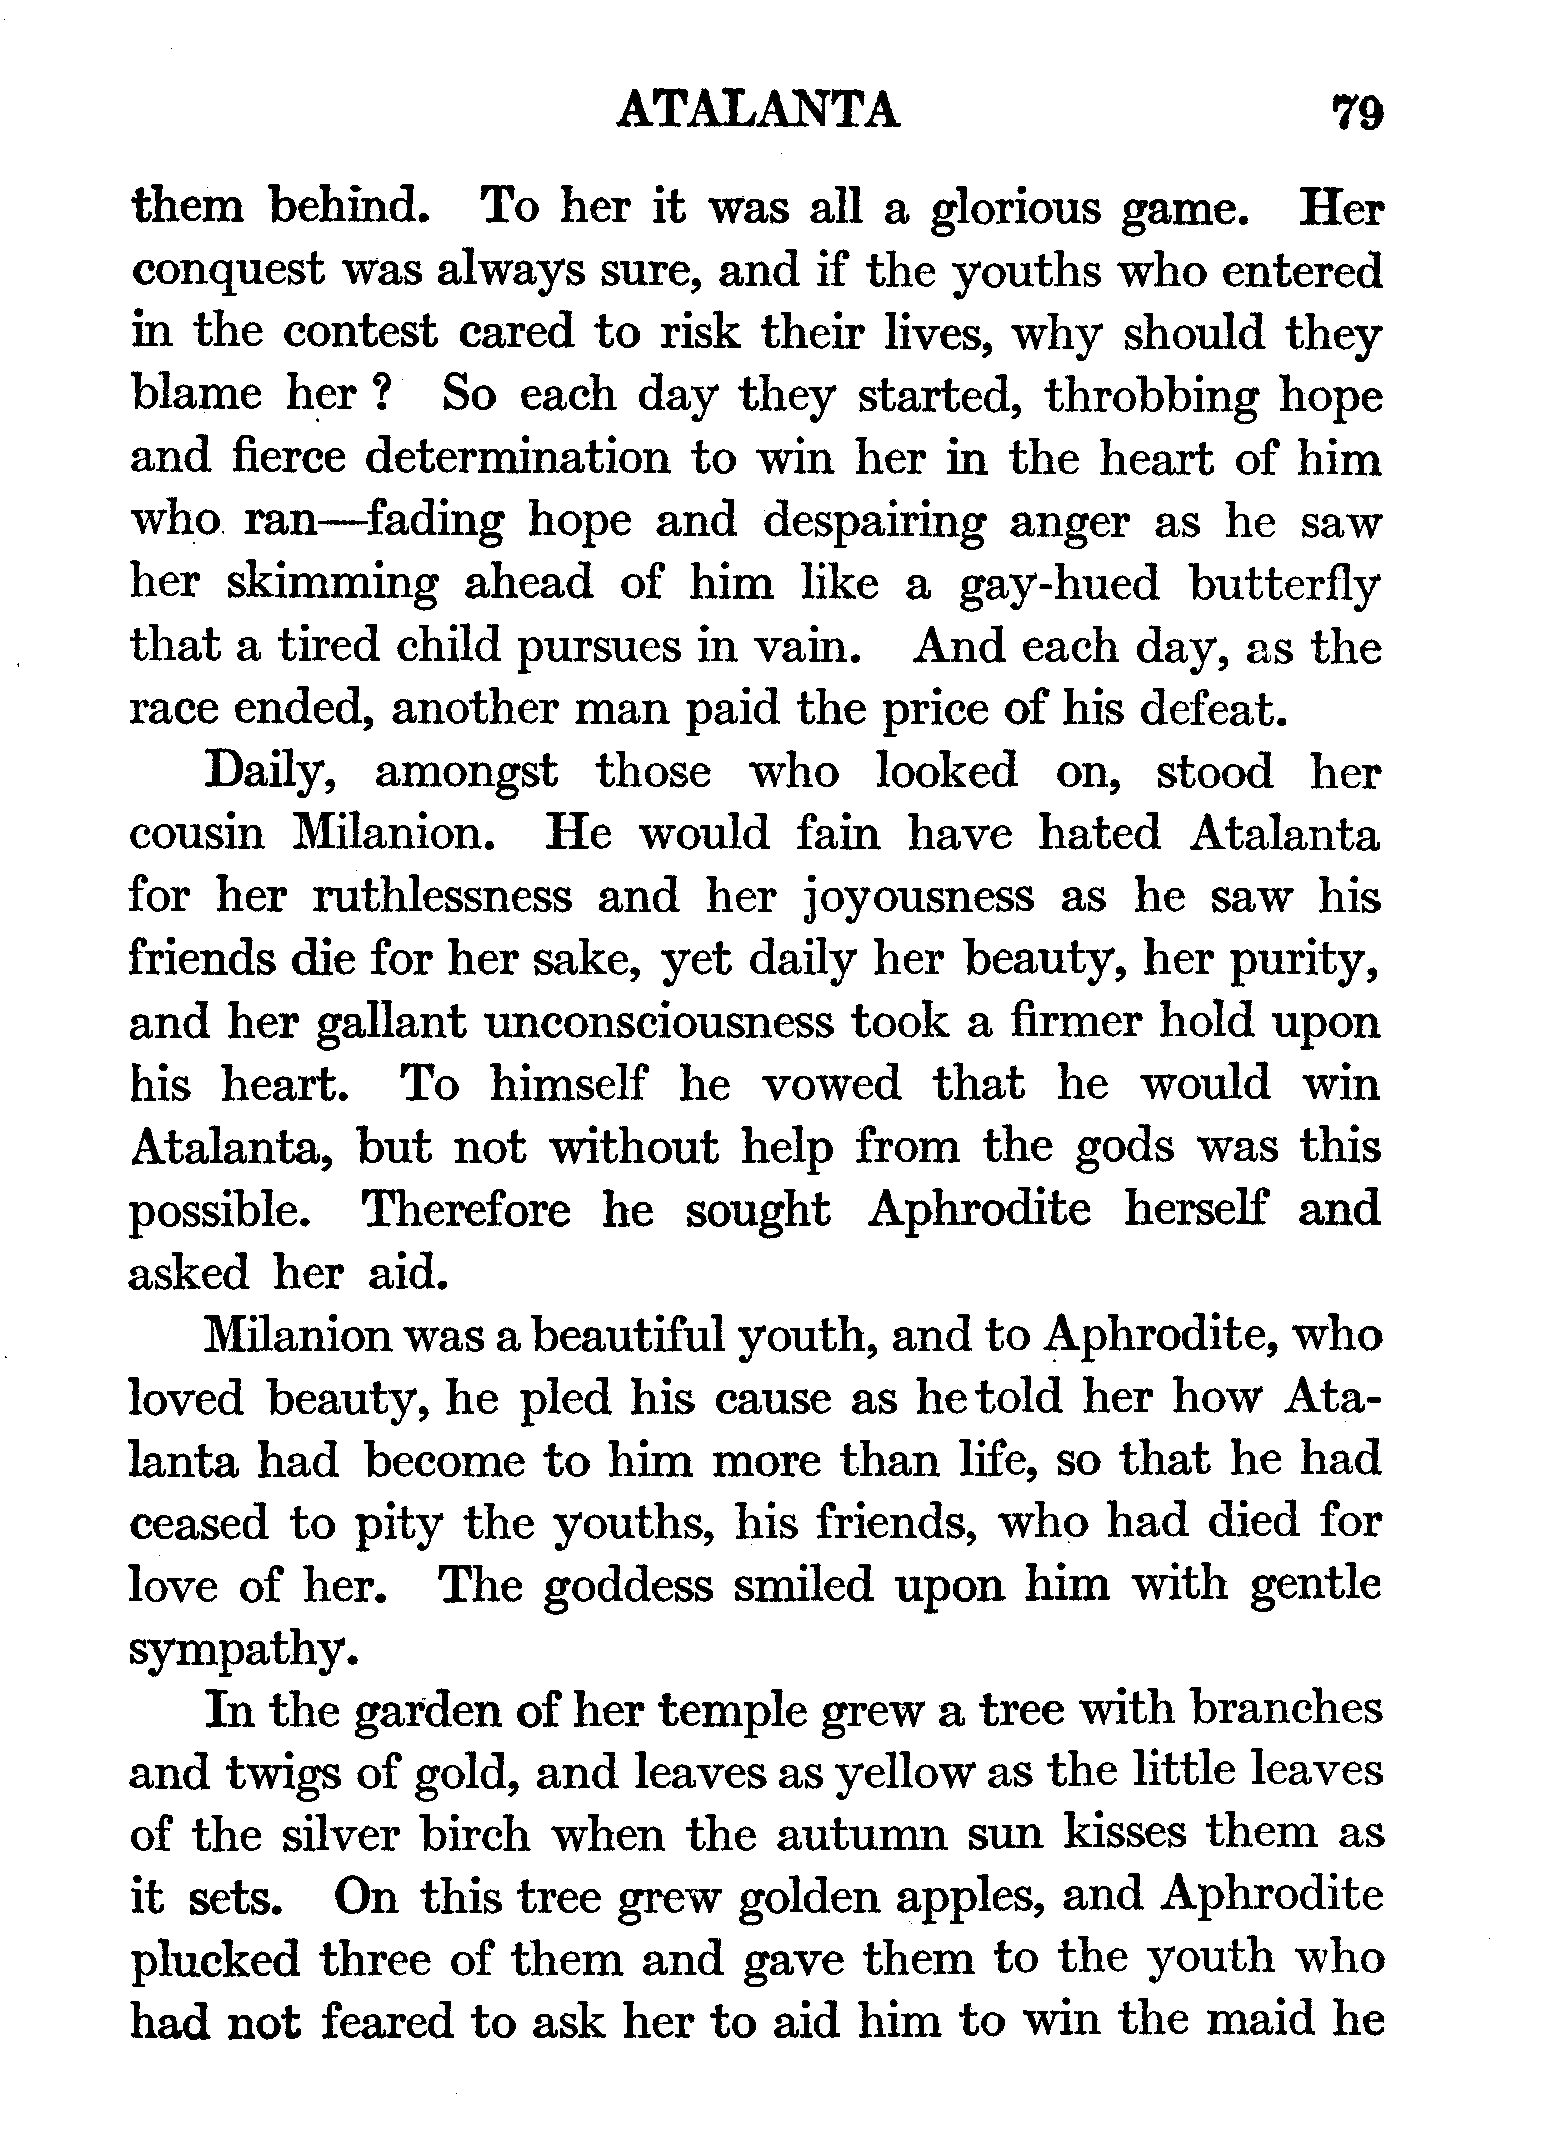 ATALANTA 79
them behind. To her it was all a glorious game. Her
conquest was always sure, and if the youths who entered
in the contest cared to risk their lives, why should they
blame her ? So each day they started, throbbing hope
and fierce determination to win her in the heart of him
who ran—fading hope and despairing anger as he saw
her skimming ahead of him like a gay-hued butterfly
that a tired child pursues in vain. And each day, as the
race ended, another man paid the price of his defeat.
Daily, amongst those who looked on, stood her
cousin Milanion. He would fain have hated Atalanta
for her ruthlessness and her joyousness as he saw his
friends die for her sake, yet daily her beauty, her purity,
and her gallant unconsciousness took a firmer hold upon
his heart. To himself he vowed that he would win
Atalanta, but not without help from the gods was this
possible. Therefore he sought Aphrodite herself and
asked her aid.
Milanion was a beautiful youth, and to Aphrodite, who
loved beauty, he pled his cause as he told her how Ata-
lanta had become to him more than life, so that he had
ceased to pity the youths, his friends, who had died for
love of her. The goddess smiled upon him with gentle
sympathy.
In the garden of her temple grew a tree with branches
and twigs of gold, and leaves as yellow as the little leaves
of the silver birch when the autumn sun kisses them as
it sets. On this tree grew golden apples, and Aphrodite
plucked three of them and gave them to the youth who
had not feared to ask her to aid him to win the maid he